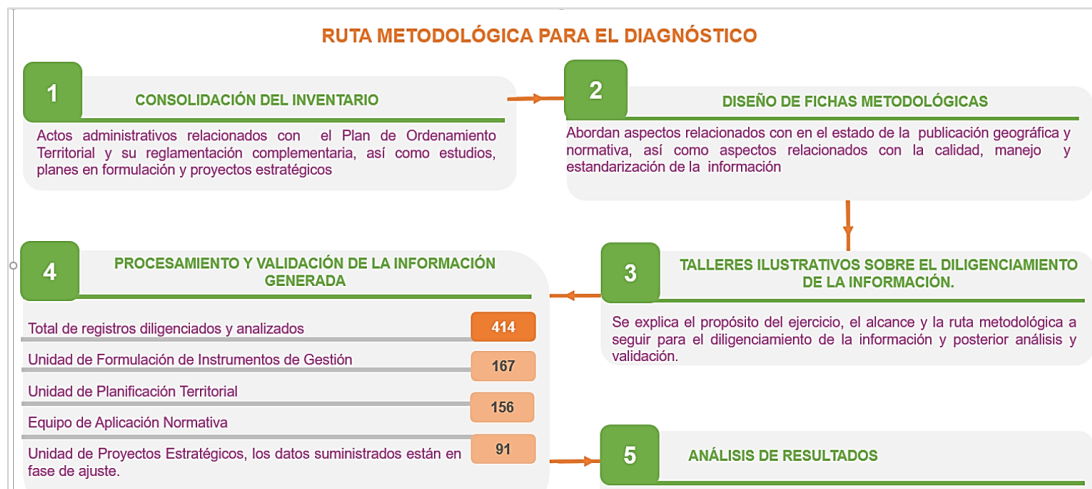 RUTA METODOLÓGICA PARA EL DIAGNÓSTICO
1
CONSOLIDACIÓN DEL INVENTARIO
Actos administrativos relacionados con el Plan de Ordenamiento
Territorial y su reglamentación complementaria, así como estudios,
planes en formulación y proyectos estratégicos
2
DISEÑO DE FICHAS METODOLÓGICAS
Abordan aspectos relacionados con en el estado de la publicación geográfica y
normativa, así como aspectos relacionados con la calidad, manejo y
estandarización de la información
3
TALLERES ILUSTRATIVOS SOBRE EL DILIGENCIAMIENTO
DE LA INFORMACIÓN.
Se explica el propósito del ejercicio, el alcance y la ruta metodológica a
seguir para el diligenciamiento de la información y posterior análisis y
validación.
4
PROCESAMIENTO Y VALIDACIÓN DE LA INFORMACIÓN
GENERADA
Total de registros diligenciados y analizados 414
Unidad de Formulación de Instrumentos de Gestión 167
Unidad de Planificación Territorial 156
Equipo de Aplicación Normativa 91
Unidad de Proyectos Estratégicos, los datos suministrados están en
fase de ajuste.
5
ANÁLISIS DE RESULTADOS